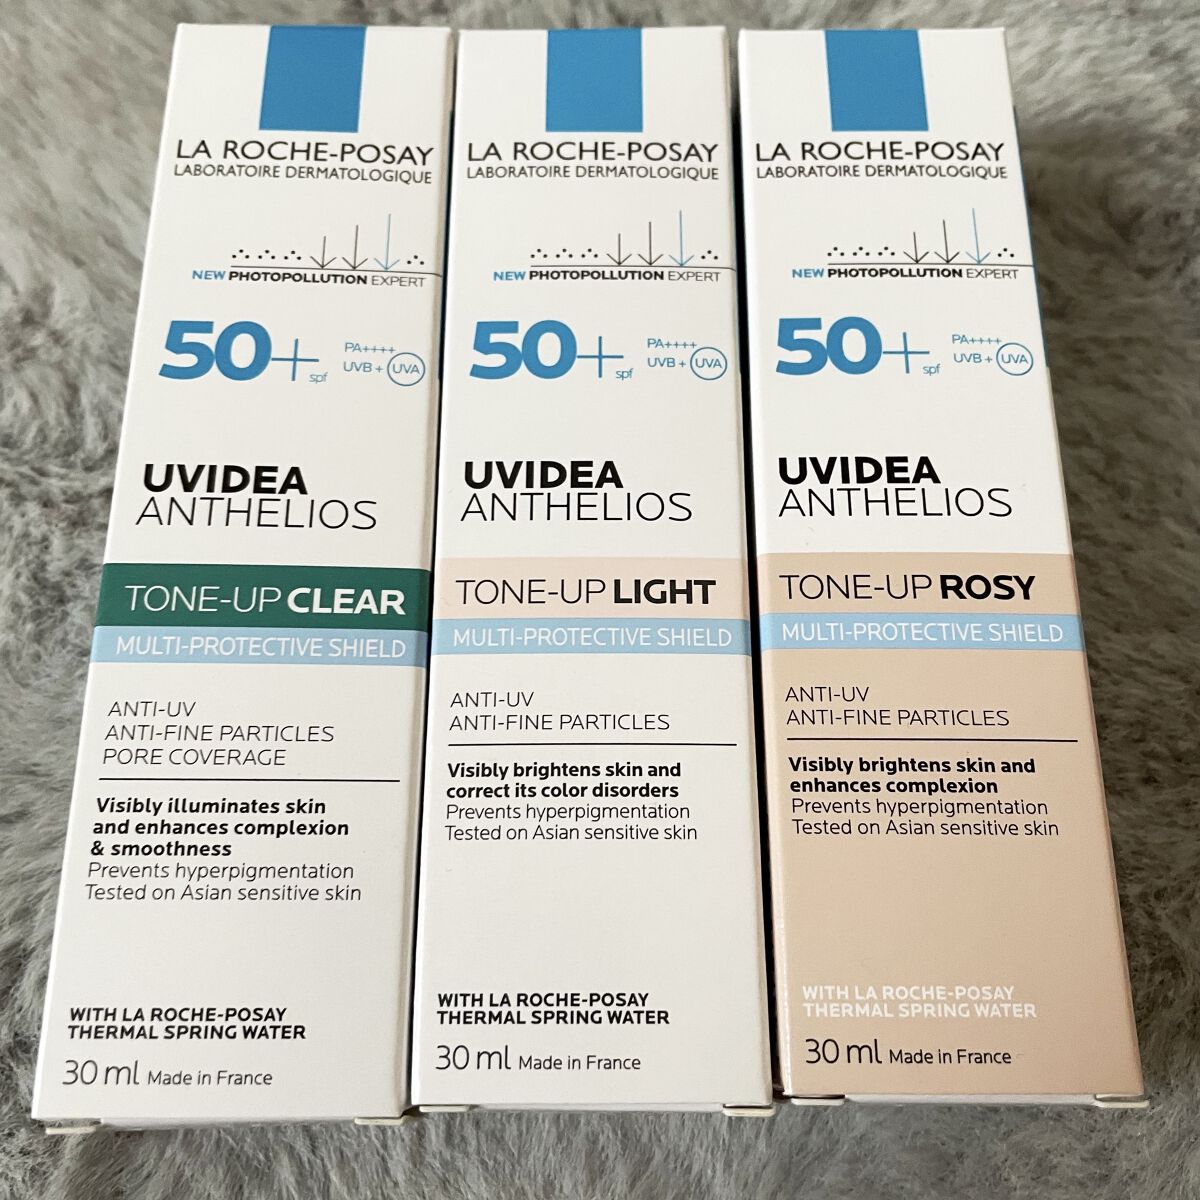 LA ROCHE-POSAY
LABORATOIRE DERMATOLOGIQUE
NEW PHOTOPOLLUTION EXPERT
50+ spf
PA++++
UVB + UVA
UVIDEA
ANTHELIOS
TONE-UP CLEAR
MULTI-PROTECTIVE SHIELD
ANTI-UV
ANTI-FINE PARTICLES
PORE COVERAGE
Visibly illuminates skin
and enhances complexion
& smoothness
Prevents hyperpigmentation
Tested on Asian sensitive skin
WITH LA ROCHE-POSAY
THERMAL SPRING WATER
30 ml Made in France
LA ROCHE-POSAY
LABORATOIRE DERMATOLOGIQUE
NEW PHOTOPOLLUTION EXPERT
50+ spf
PA++++
UVB + UVA
UVIDEA
ANTHELIOS
TONE-UP LIGHT
MULTI-PROTECTIVE SHIELD
ANTI-UV
ANTI-FINE PARTICLES
Visibly brightens skin and
correct its color disorders
Prevents hyperpigmentation
Tested on Asian sensitive skin
WITH LA ROCHE-POSAY
THERMAL SPRING WATER
30 ml Made in France
LA ROCHE-POSAY
LABORATOIRE DERMATOLOGIQUE
NEW PHOTOPOLLUTION EXPERT
50+ spf
PA++++
UVB + UVA
UVIDEA
ANTHELIOS
TONE-UP ROSY
MULTI-PROTECTIVE SHIELD
ANTI-UV
ANTI-FINE PARTICLES
Visibly brightens skin and
enhances complexion
Prevents hyperpigmentation
Tested on Asian sensitive skin
WITH LA ROCHE-POSAY
THERMAL SPRING WATER
30 ml Made in France